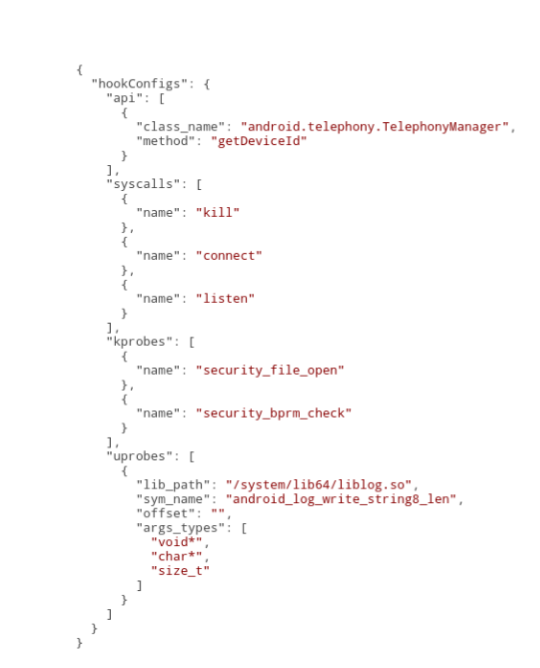 {
  "hookConfigs": {
    "api": [
      {
        "class_name": "android.telephony.TelephonyManager",
        "method": "getDeviceId"
      }
    ],
    "syscalls": [
      {
        "name": "kill"
      },
      {
        "name": "connect"
      },
      {
        "name": "listen"
      }
    ],
    "kprobes": [
      {
        "name": "security_file_open"
      },
      {
        "name": "security_bprm_check"
      }
    ],
    "uprobes": [
      {
        "lib_path": "/system/lib64/liblog.so",
        "sym_name": "android_log_write_string8_len",
        "offset": "",
        "args_types": [
          "void*",
          "char*",
          "size_t"
        ]
      }
    ]
  }
}